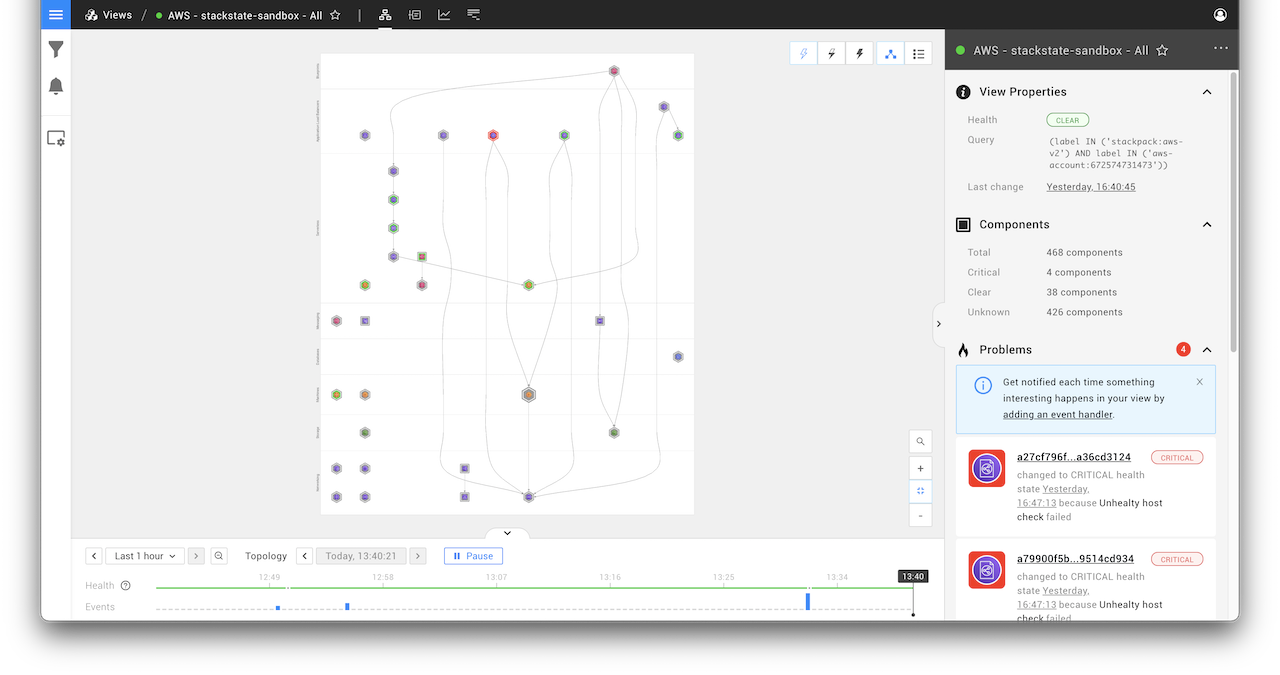 Views / AWS - stackstate-sandbox - All
AWS - stackstate-sandbox - All
View Properties
Health CLEAR
Query (label IN ('stackpack:aws-
v2') AND label IN ('aws-
account:672574731473'))
Last change Yesterday, 16:40:45
Components
Total 468 components
Critical 4 components
Clear 38 components
Unknown 426 components
Problems 4
Get notified each time something
interesting happens in your view by
adding an event handler.
a27cf796f...a36cd3124 CRITICAL
changed to CRITICAL health
state Yesterday,
16:47:13 because Unhealty host
check failed
a79900f5b...9514cd934 CRITICAL
changed to CRITICAL health
state Yesterday,
16:47:13 because Unhealty host
check failed
Last 1 hour Topology Today, 13:40:21 Pause
12:49 12:58 13:07 13:16 13:25 13:34 13:40
Health
Events